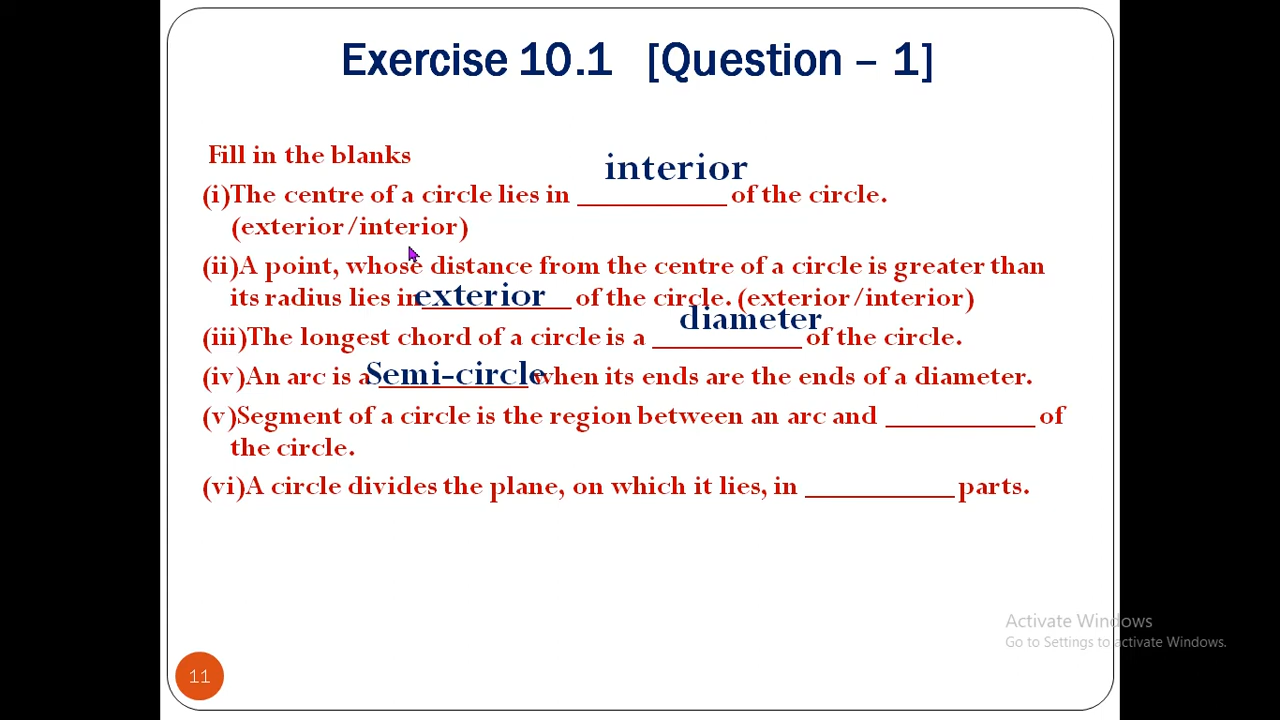 Exercise 10.1 [Question – 1]
Fill in the blanks
interior
(i)The centre of a circle lies in __________ of the circle.
(exterior/interior)
(ii)A point, whose distance from the centre of a circle is greater than
its radius lies in exterior of the circle. (exterior/interior)
diameter
(iii)The longest chord of a circle is a __________ of the circle.
(iv)An arc is a Semi-circle when its ends are the ends of a diameter.
(v)Segment of a circle is the region between an arc and __________ of
the circle.
(vi)A circle divides the plane, on which it lies, in __________ parts.
Activate Windows
Go to Settings to activate Windows.
11